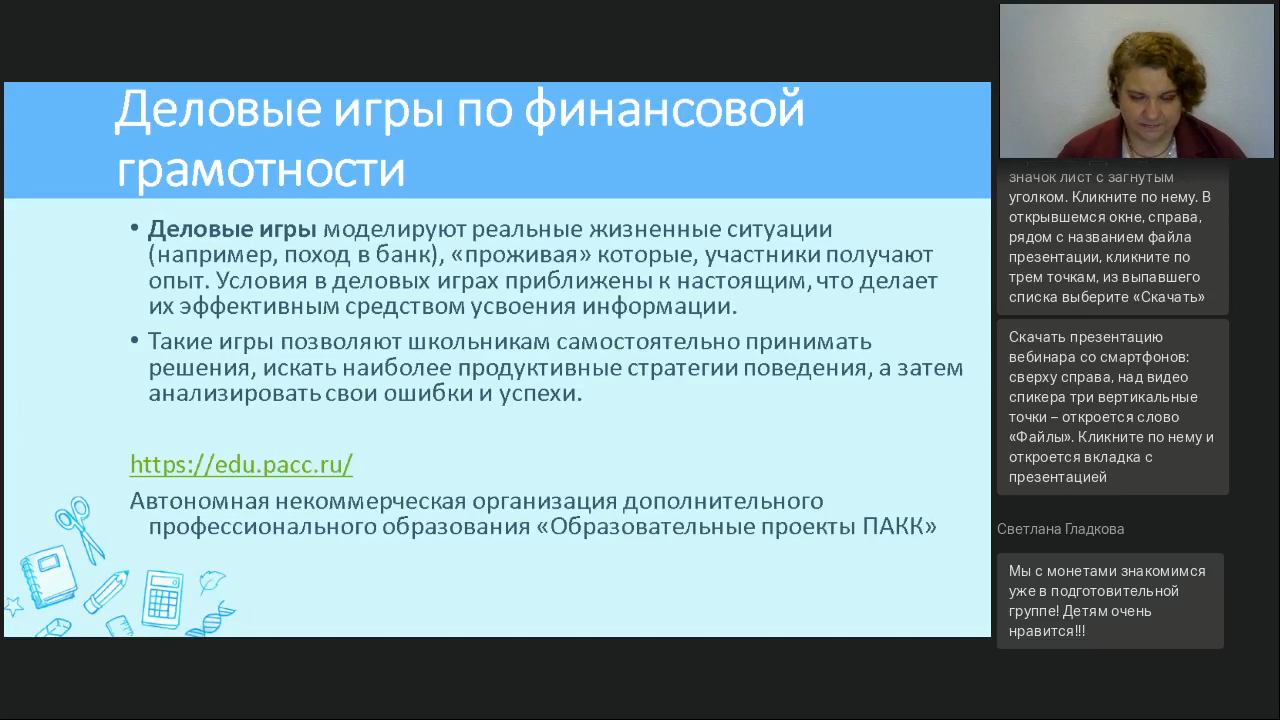 Деловые игры по финансовой
грамотности
• Деловые игры моделируют реальные жизненные ситуации
(например, поход в банк), «проживая» которые, участники получают
опыт. Условия в деловых играх приближены к настоящим, что делает
их эффективным средством усвоения информации.
• Такие игры позволяют школьникам самостоятельно принимать
решения, искать наиболее продуктивные стратегии поведения, а затем
анализировать свои ошибки и успехи.
https://edu.pacc.ru/
Автономная некоммерческая организация дополнительного
профессионального образования «Образовательные проекты ПАКК»
значок лист с загнутым
уголком. Кликните по нему. В
открывшемся окне, справа,
рядом с названием файла
презентации, кликните по
трем точкам, из выпавшего
списка выберите «Скачать»
Скачать презентацию
вебинара со смартфонов:
сверху справа, над видео
спикера три вертикальные
точки – откроется слово
«Файлы». Кликните по нему и
откроется вкладка с
презентацией
Светлана Гладкова
Мы с монетами знакомимся
уже в подготовительной
группе! Детям очень
нравится!!!